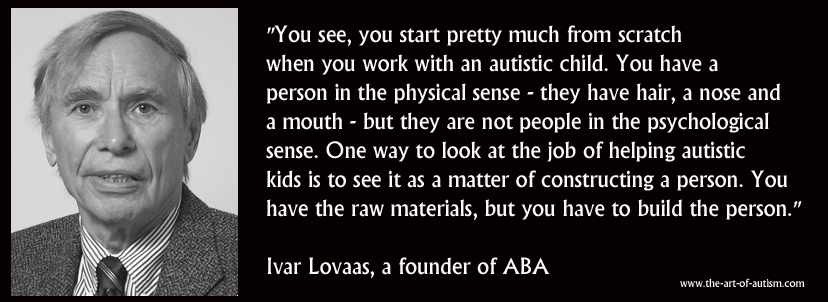 "You see, you start pretty much from scratch
when you work with an autistic child. You have a
person in the physical sense - they have hair, a nose and
a mouth - but they are not people in the psychological
sense. One way to look at the job of helping autistic
kids is to see it as a matter of constructing a person. You
have the raw materials, but you have to build the person."
Ivar Lovaas, a founder of ABA
www.the-art-of-autism.com